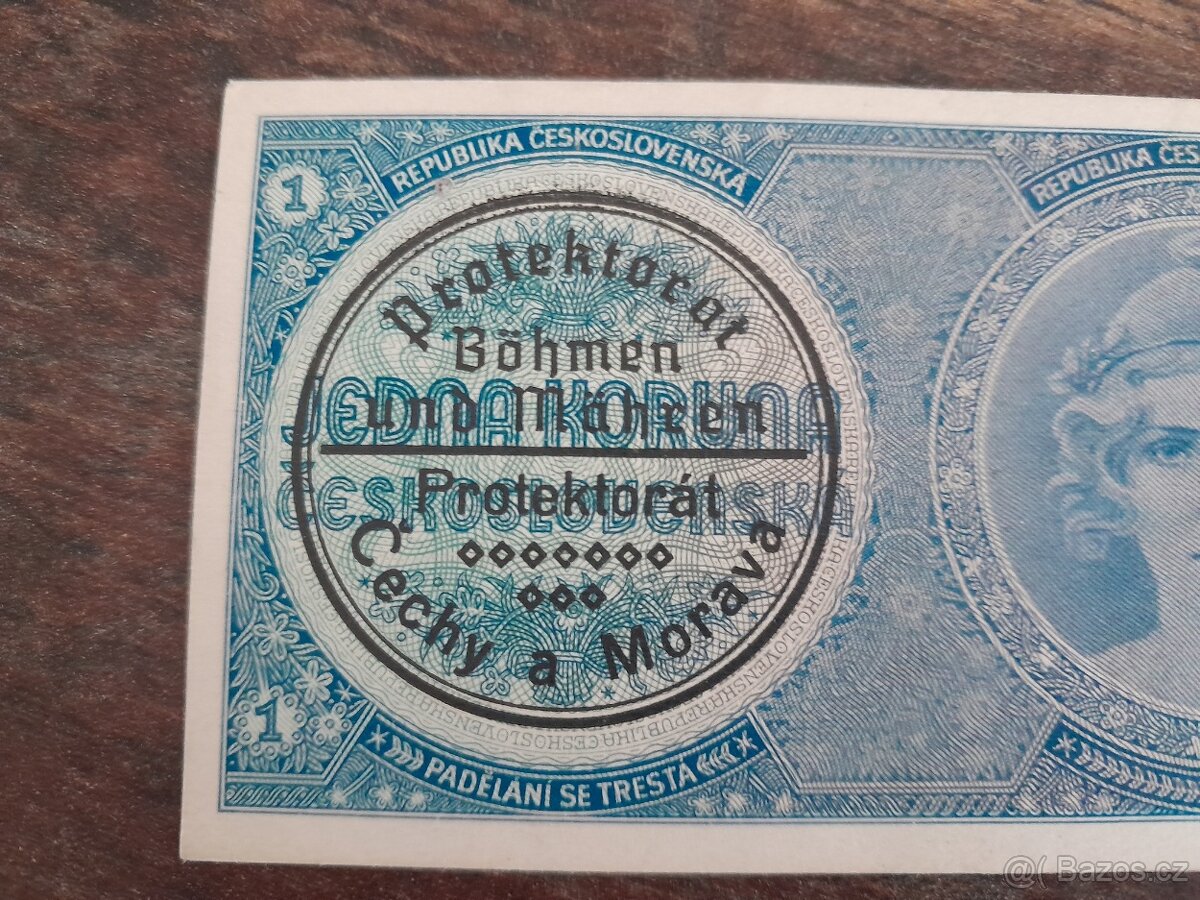 1
REPUBLIKA ČESKOSLOVENSKÁ
REPUBLIKA ČES
Protektorat
Böhmen
und Mähren
JEDNA KORUNA
Protektorát
ČESKOSLOVENSKÁ
Čechy a Morava
1
PADĚLÁNÍ SE TRESTÁ
@( Bazos.cz